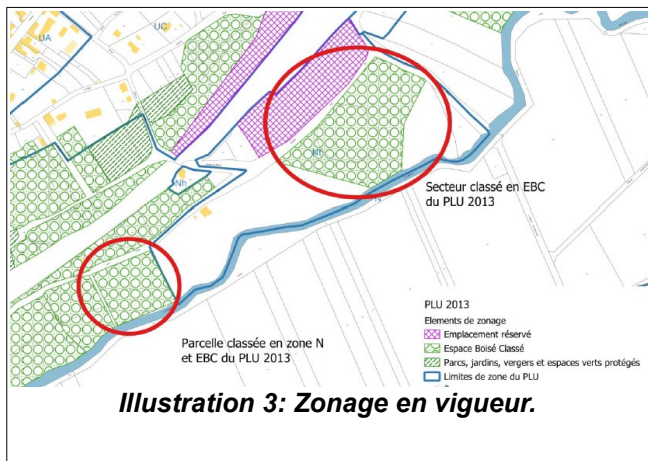 UA
UC
Nh
Nh
Secteur classé en EBC
du PLU 2013
Parcelle classée en zone N
et EBC du PLU 2013
PLU 2013
Elements de zonage
Emplacement réservé
Espace Boisé Classé
Parcs, jardins, vergers et espaces verts protégés
Limites de zone du PLU
Illustration 3: Zonage en vigueur.